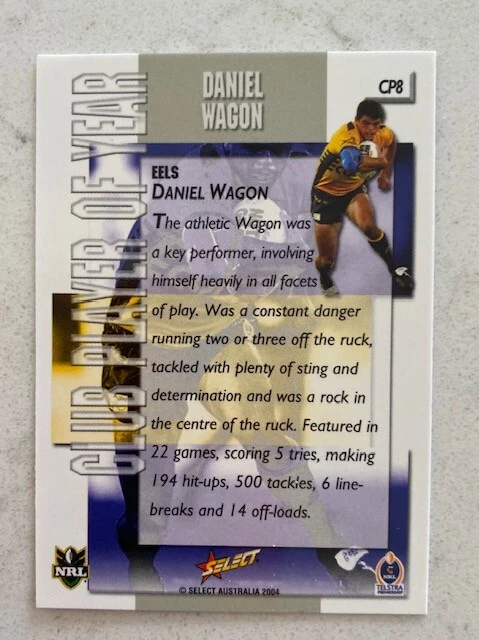 DANIEL
WAGON
CP8
CLUB PLAYER OF YEAR
EELS
DANIEL WAGON
The athletic Wagon was
a key performer, involving
himself heavily in all facets
of play. Was a constant danger
running two or three off the ruck,
tackled with plenty of sting and
determination and was a rock in
the centre of the ruck. Featured in
22 games, scoring 5 tries, making
194 hit-ups, 500 tackles, 6 line-
breaks and 14 off-loads.
NRL
SELECT
© SELECT AUSTRALIA 2004
NRL
TELSTRA
PREMIERSHIP